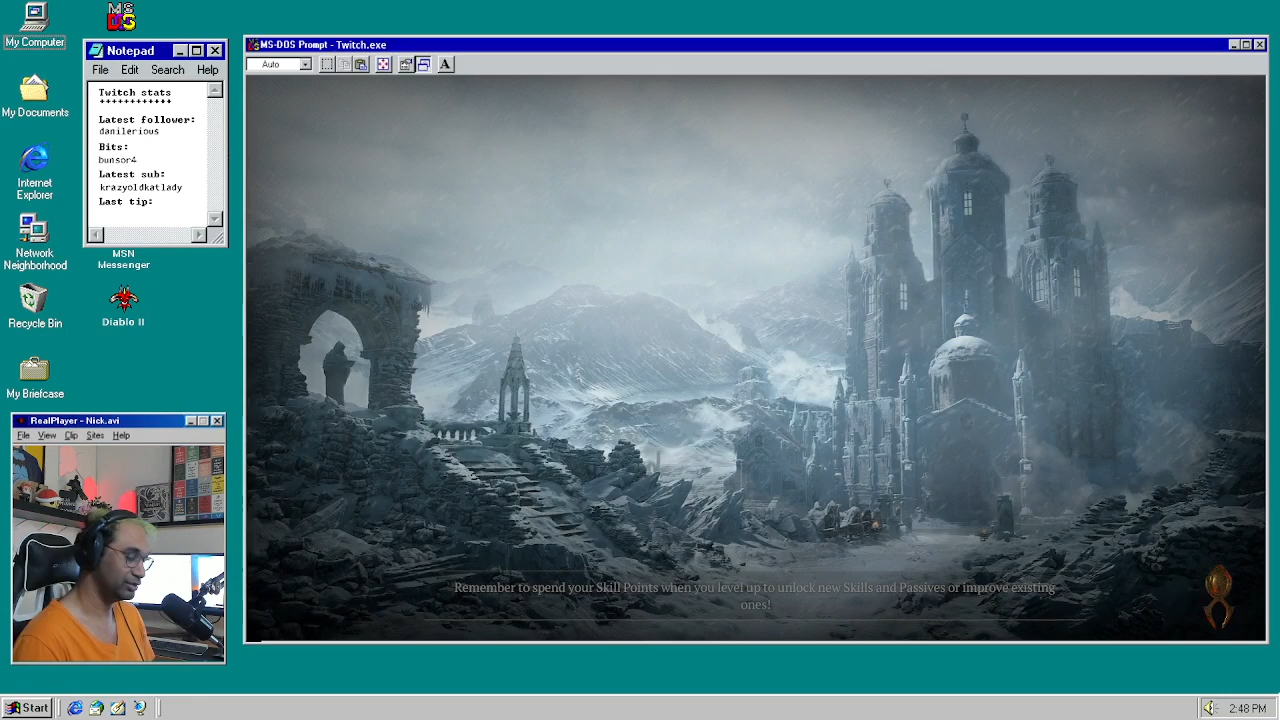 My Computer
My Documents
Internet
Explorer
Network
Neighborhood
Recycle Bin
My Briefcase
MS
DOS
Notepad
File Edit Search Help
Twitch stats
++++++++++++
Latest follower:
danilerious
Bits:
bunsor4
Latest sub:
krazyoldkatlady
Last tip:
MSN
Messenger
Diablo II
RealPlayer - Nick.avi
File View Clip Sites Help
MS-DOS Prompt - Twitch.exe
Auto
A
Remember to spend your Skill Points when you level up to unlock new Skills and Passives or improve existing
ones!
Start
2:48 PM